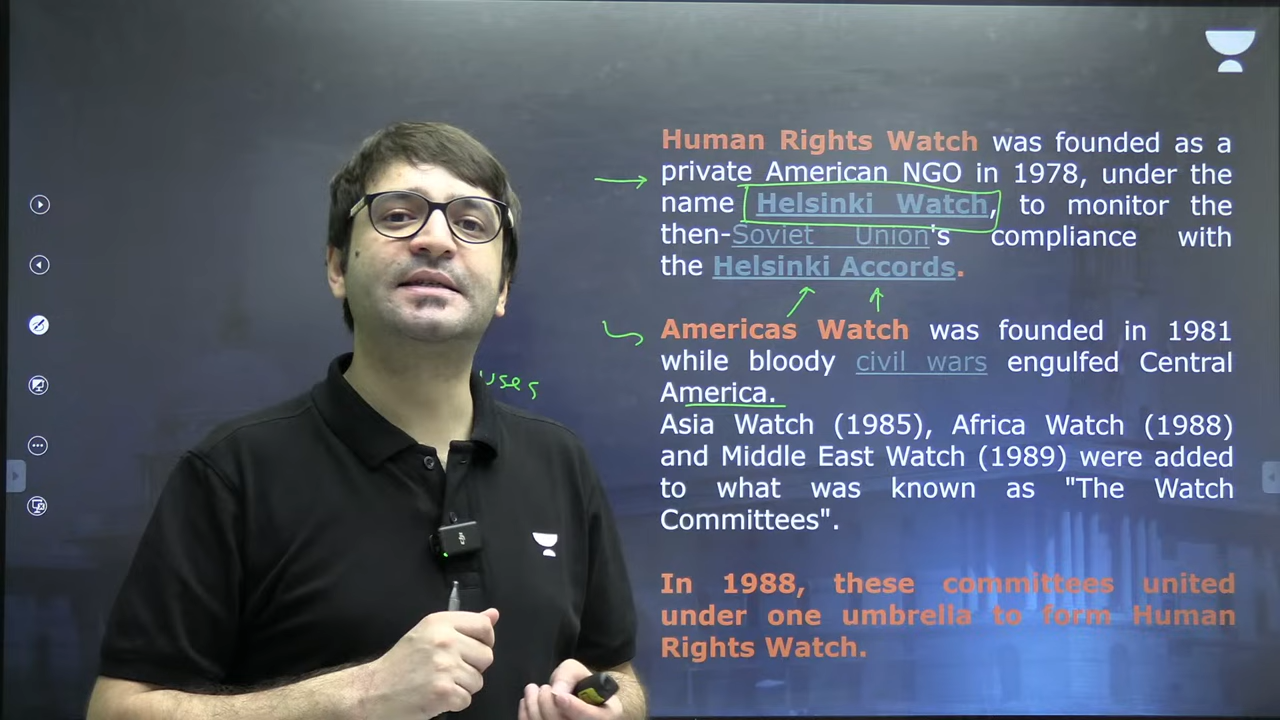 Human Rights Watch was founded as a
private American NGO in 1978, under the
name Helsinki Watch, to monitor the
then-Soviet Union's compliance with
the Helsinki Accords.
Americas Watch was founded in 1981
while bloody civil wars engulfed Central
America.
Asia Watch (1985), Africa Watch (1988)
and Middle East Watch (1989) were added
to what was known as "The Watch
Committees".
In 1988, these committees united
under one umbrella to form Human
Rights Watch.